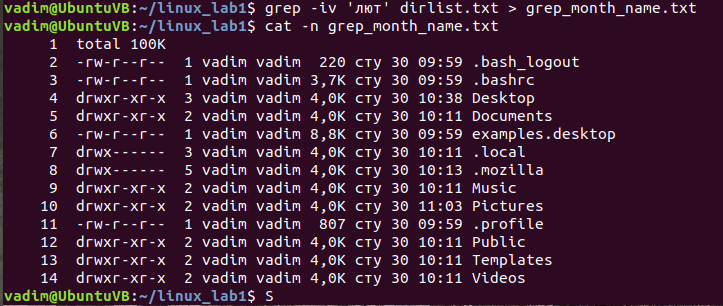 vadim@UbuntuVB:~/linux_lab1$ grep -iv 'лют' dirlist.txt > grep_month_name.txt
vadim@UbuntuVB:~/linux_lab1$ cat -n grep_month_name.txt
     1  total 100K
     2  -rw-r--r--  1 vadim vadim  220 сту 30 09:59 .bash_logout
     3  -rw-r--r--  1 vadim vadim 3,7K сту 30 09:59 .bashrc
     4  drwxr-xr-x  3 vadim vadim 4,0K сту 30 10:38 Desktop
     5  drwxr-xr-x  2 vadim vadim 4,0K сту 30 10:11 Documents
     6  -rw-r--r--  1 vadim vadim 8,8K сту 30 09:59 examples.desktop
     7  drwx------  3 vadim vadim 4,0K сту 30 10:11 .local
     8  drwx------  5 vadim vadim 4,0K сту 30 10:13 .mozilla
     9  drwxr-xr-x  2 vadim vadim 4,0K сту 30 10:11 Music
    10  drwxr-xr-x  2 vadim vadim 4,0K сту 30 11:03 Pictures
    11  -rw-r--r--  1 vadim vadim  807 сту 30 09:59 .profile
    12  drwxr-xr-x  2 vadim vadim 4,0K сту 30 10:11 Public
    13  drwxr-xr-x  2 vadim vadim 4,0K сту 30 10:11 Templates
    14  drwxr-xr-x  2 vadim vadim 4,0K сту 30 10:11 Videos
vadim@UbuntuVB:~/linux_lab1$ S